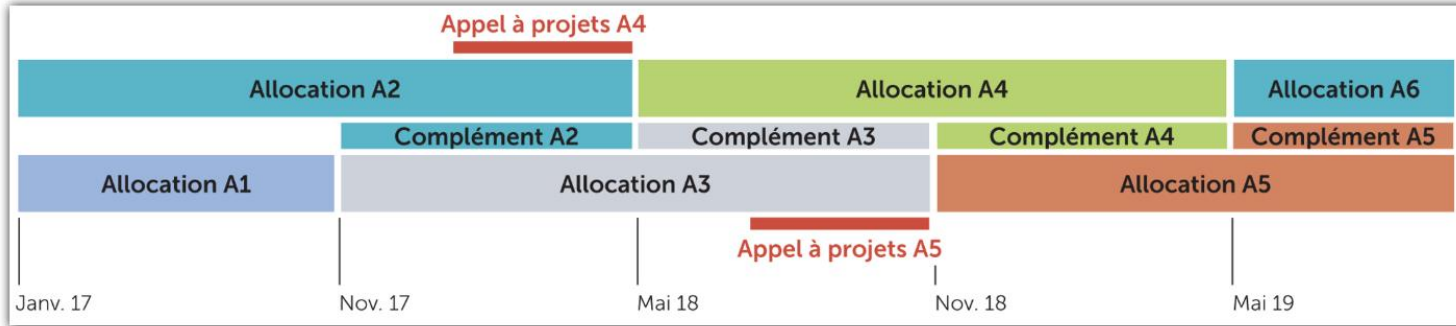 Appel à projets A4
Allocation A2
Allocation A4
Allocation A6
Complément A2
Complément A3
Complément A4
Complément A5
Allocation A1
Allocation A3
Allocation A5
Appel à projets A5
Janv. 17
Nov. 17
Mai 18
Nov. 18
Mai 19